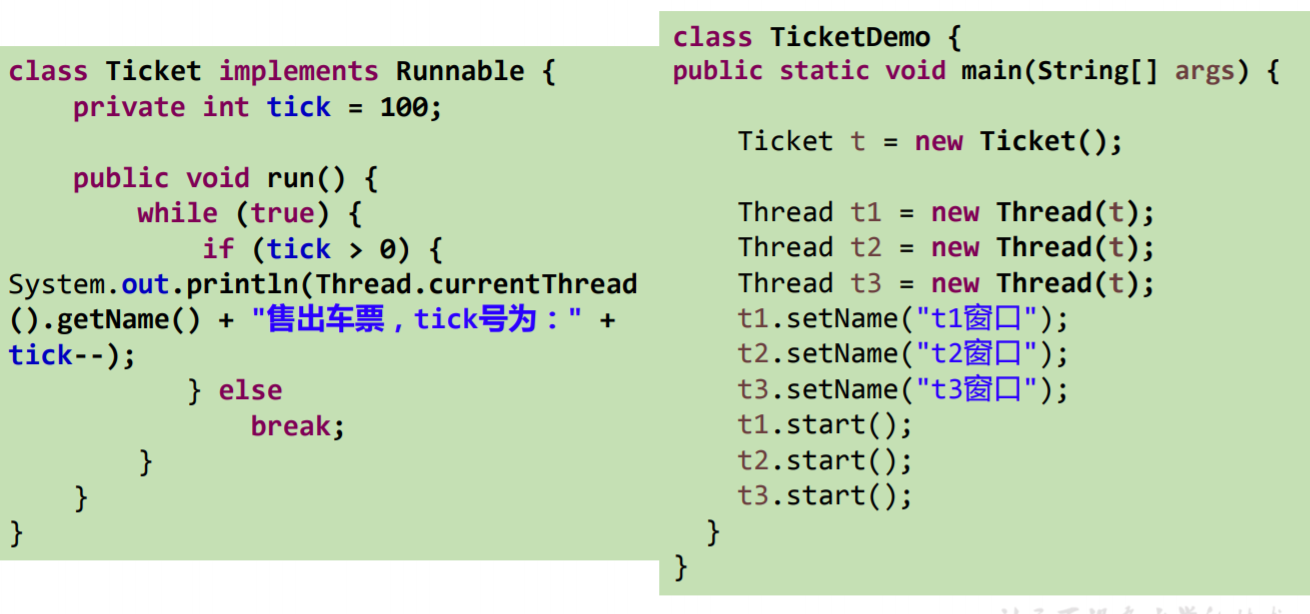 class Ticket implements Runnable {
    private int tick = 100;
    public void run() {
        while (true) {
            if (tick > 0) {
System.out.println(Thread.currentThread
().getName() + "售出车票，tick号为：" +
tick--);
            } else
                break;
        }
    }
}
class TicketDemo {
public static void main(String[] args) {
    Ticket t = new Ticket();
    Thread t1 = new Thread(t);
    Thread t2 = new Thread(t);
    Thread t3 = new Thread(t);
    t1.setName("t1窗口");
    t2.setName("t2窗口");
    t3.setName("t3窗口");
    t1.start();
    t2.start();
    t3.start();
  }
}